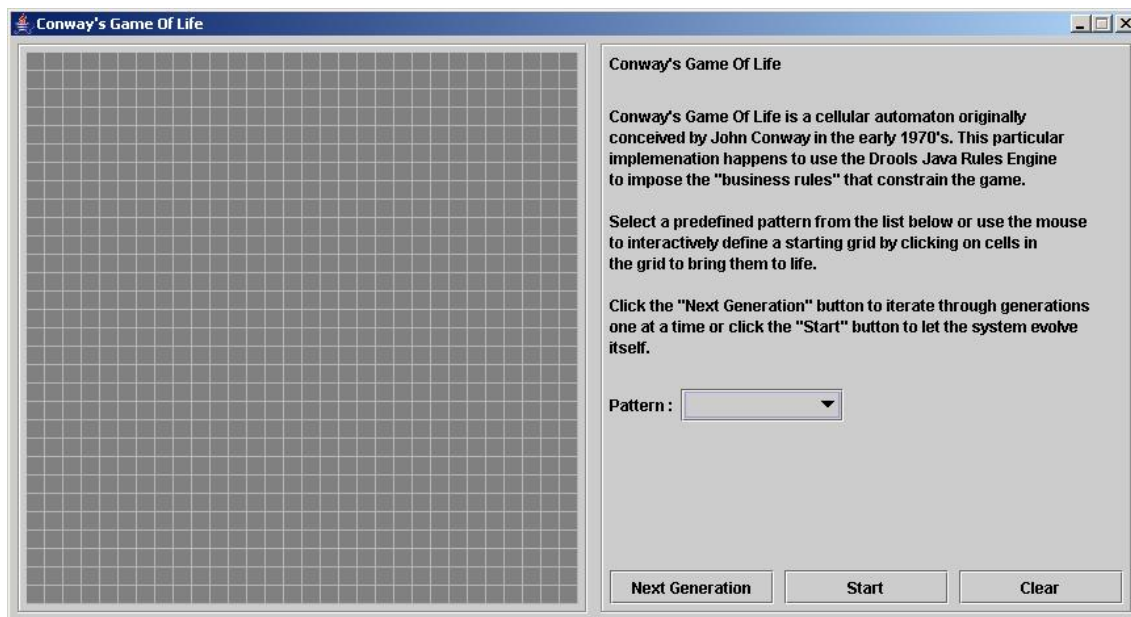 Conway's Game Of Life
Conway's Game Of Life
Conway's Game Of Life is a cellular automaton originally
conceived by John Conway in the early 1970's. This particular
implemenation happens to use the Drools Java Rules Engine
to impose the "business rules" that constrain the game.
Select a predefined pattern from the list below or use the mouse
to interactively define a starting grid by clicking on cells in
the grid to bring them to life.
Click the "Next Generation" button to iterate through generations
one at a time or click the "Start" button to let the system evolve
itself.
Pattern :
Next Generation Start Clear